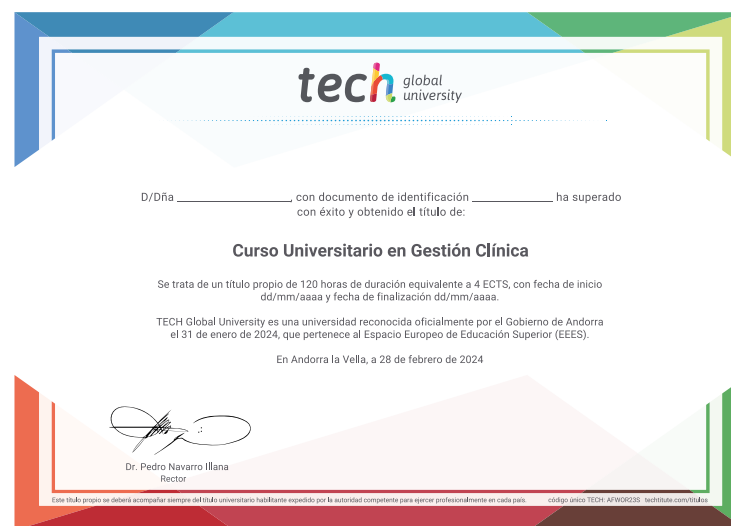 tech global
university
D/Dña ____________________, con documento de identificación ______________ ha superado
con éxito y obtenido el título de:
Curso Universitario en Gestión Clínica
Se trata de un título propio de 120 horas de duración equivalente a 4 ECTS, con fecha de inicio
dd/mm/aaaa y fecha de finalización dd/mm/aaaa.
TECH Global University es una universidad reconocida oficialmente por el Gobierno de Andorra
el 31 de enero de 2024, que pertenece al Espacio Europeo de Educación Superior (EEES).
En Andorra la Vella, a 28 de febrero de 2024
Dr. Pedro Navarro Illana
Rector
Este título propio se deberá acompañar siempre del título universitario habilitante expedido por la autoridad competente para ejercer profesionalmente en cada país. código único TECH: AFWOR23S techtitute.com/titulos